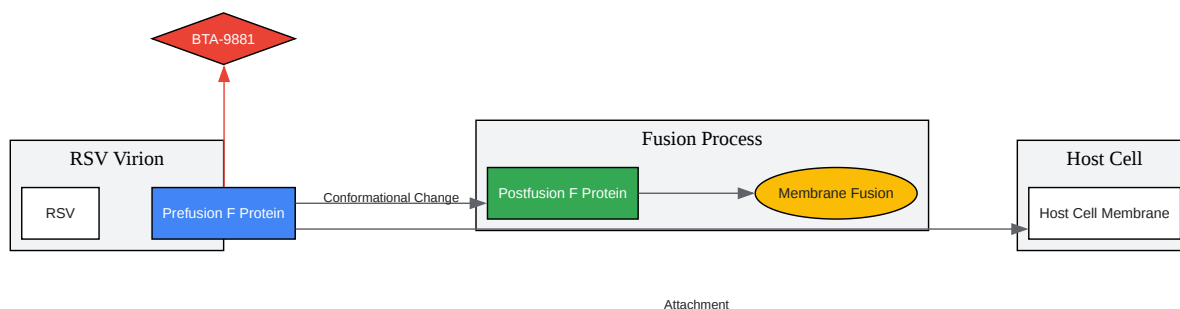 BTA-9881
RSV Virion
RSV
Prefusion F Protein
Conformational Change
Fusion Process
Postfusion F Protein
Membrane Fusion
Host Cell
Host Cell Membrane
Attachment